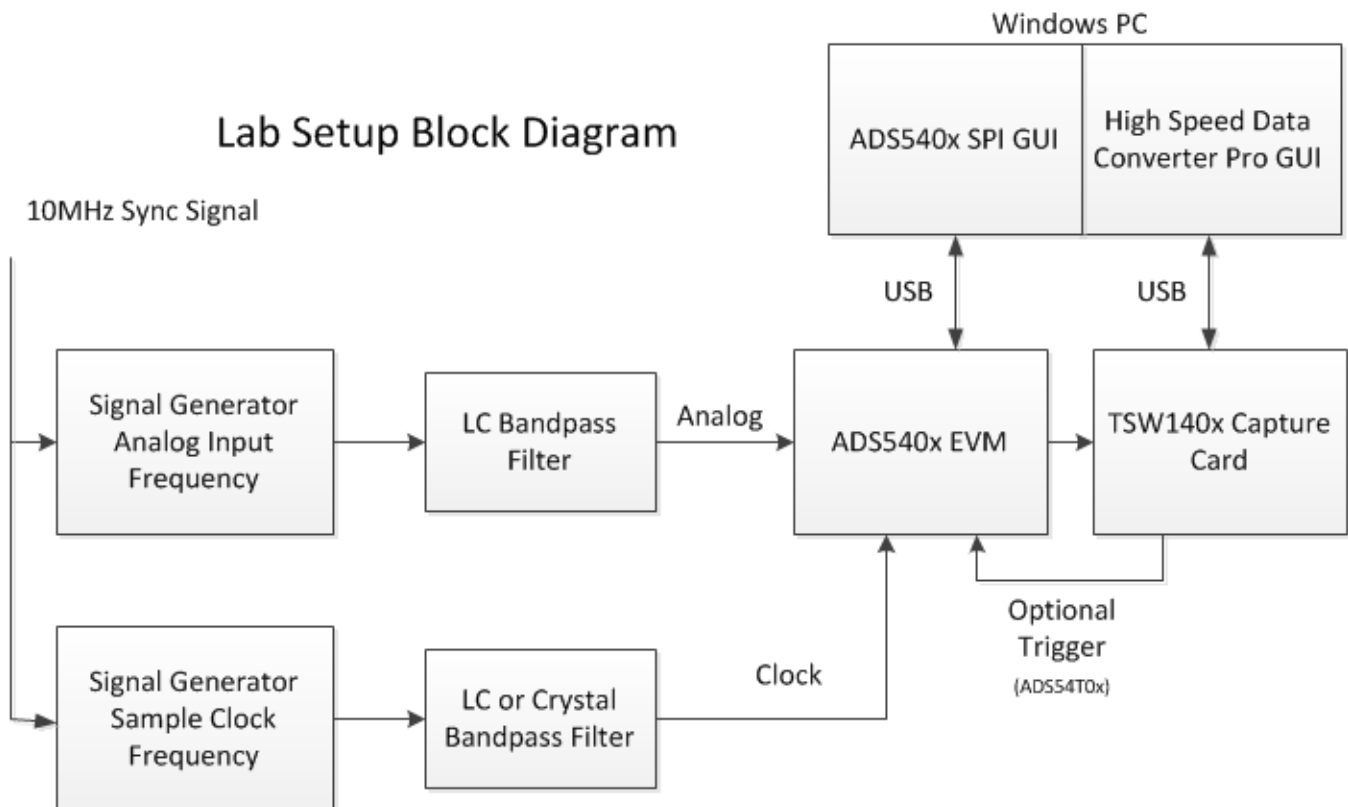 Windows PC
Lab Setup Block Diagram
ADS540x SPI GUI
High Speed Data
Converter Pro GUI
10MHz Sync Signal
USB
USB
Signal Generator
Analog Input
Frequency
LC Bandpass
Filter
Analog
ADS540x EVM
TSW140x Capture
Card
Optional
Trigger
(ADS54T0x)
Signal Generator
Sample Clock
Frequency
LC or Crystal
Bandpass Filter
Clock